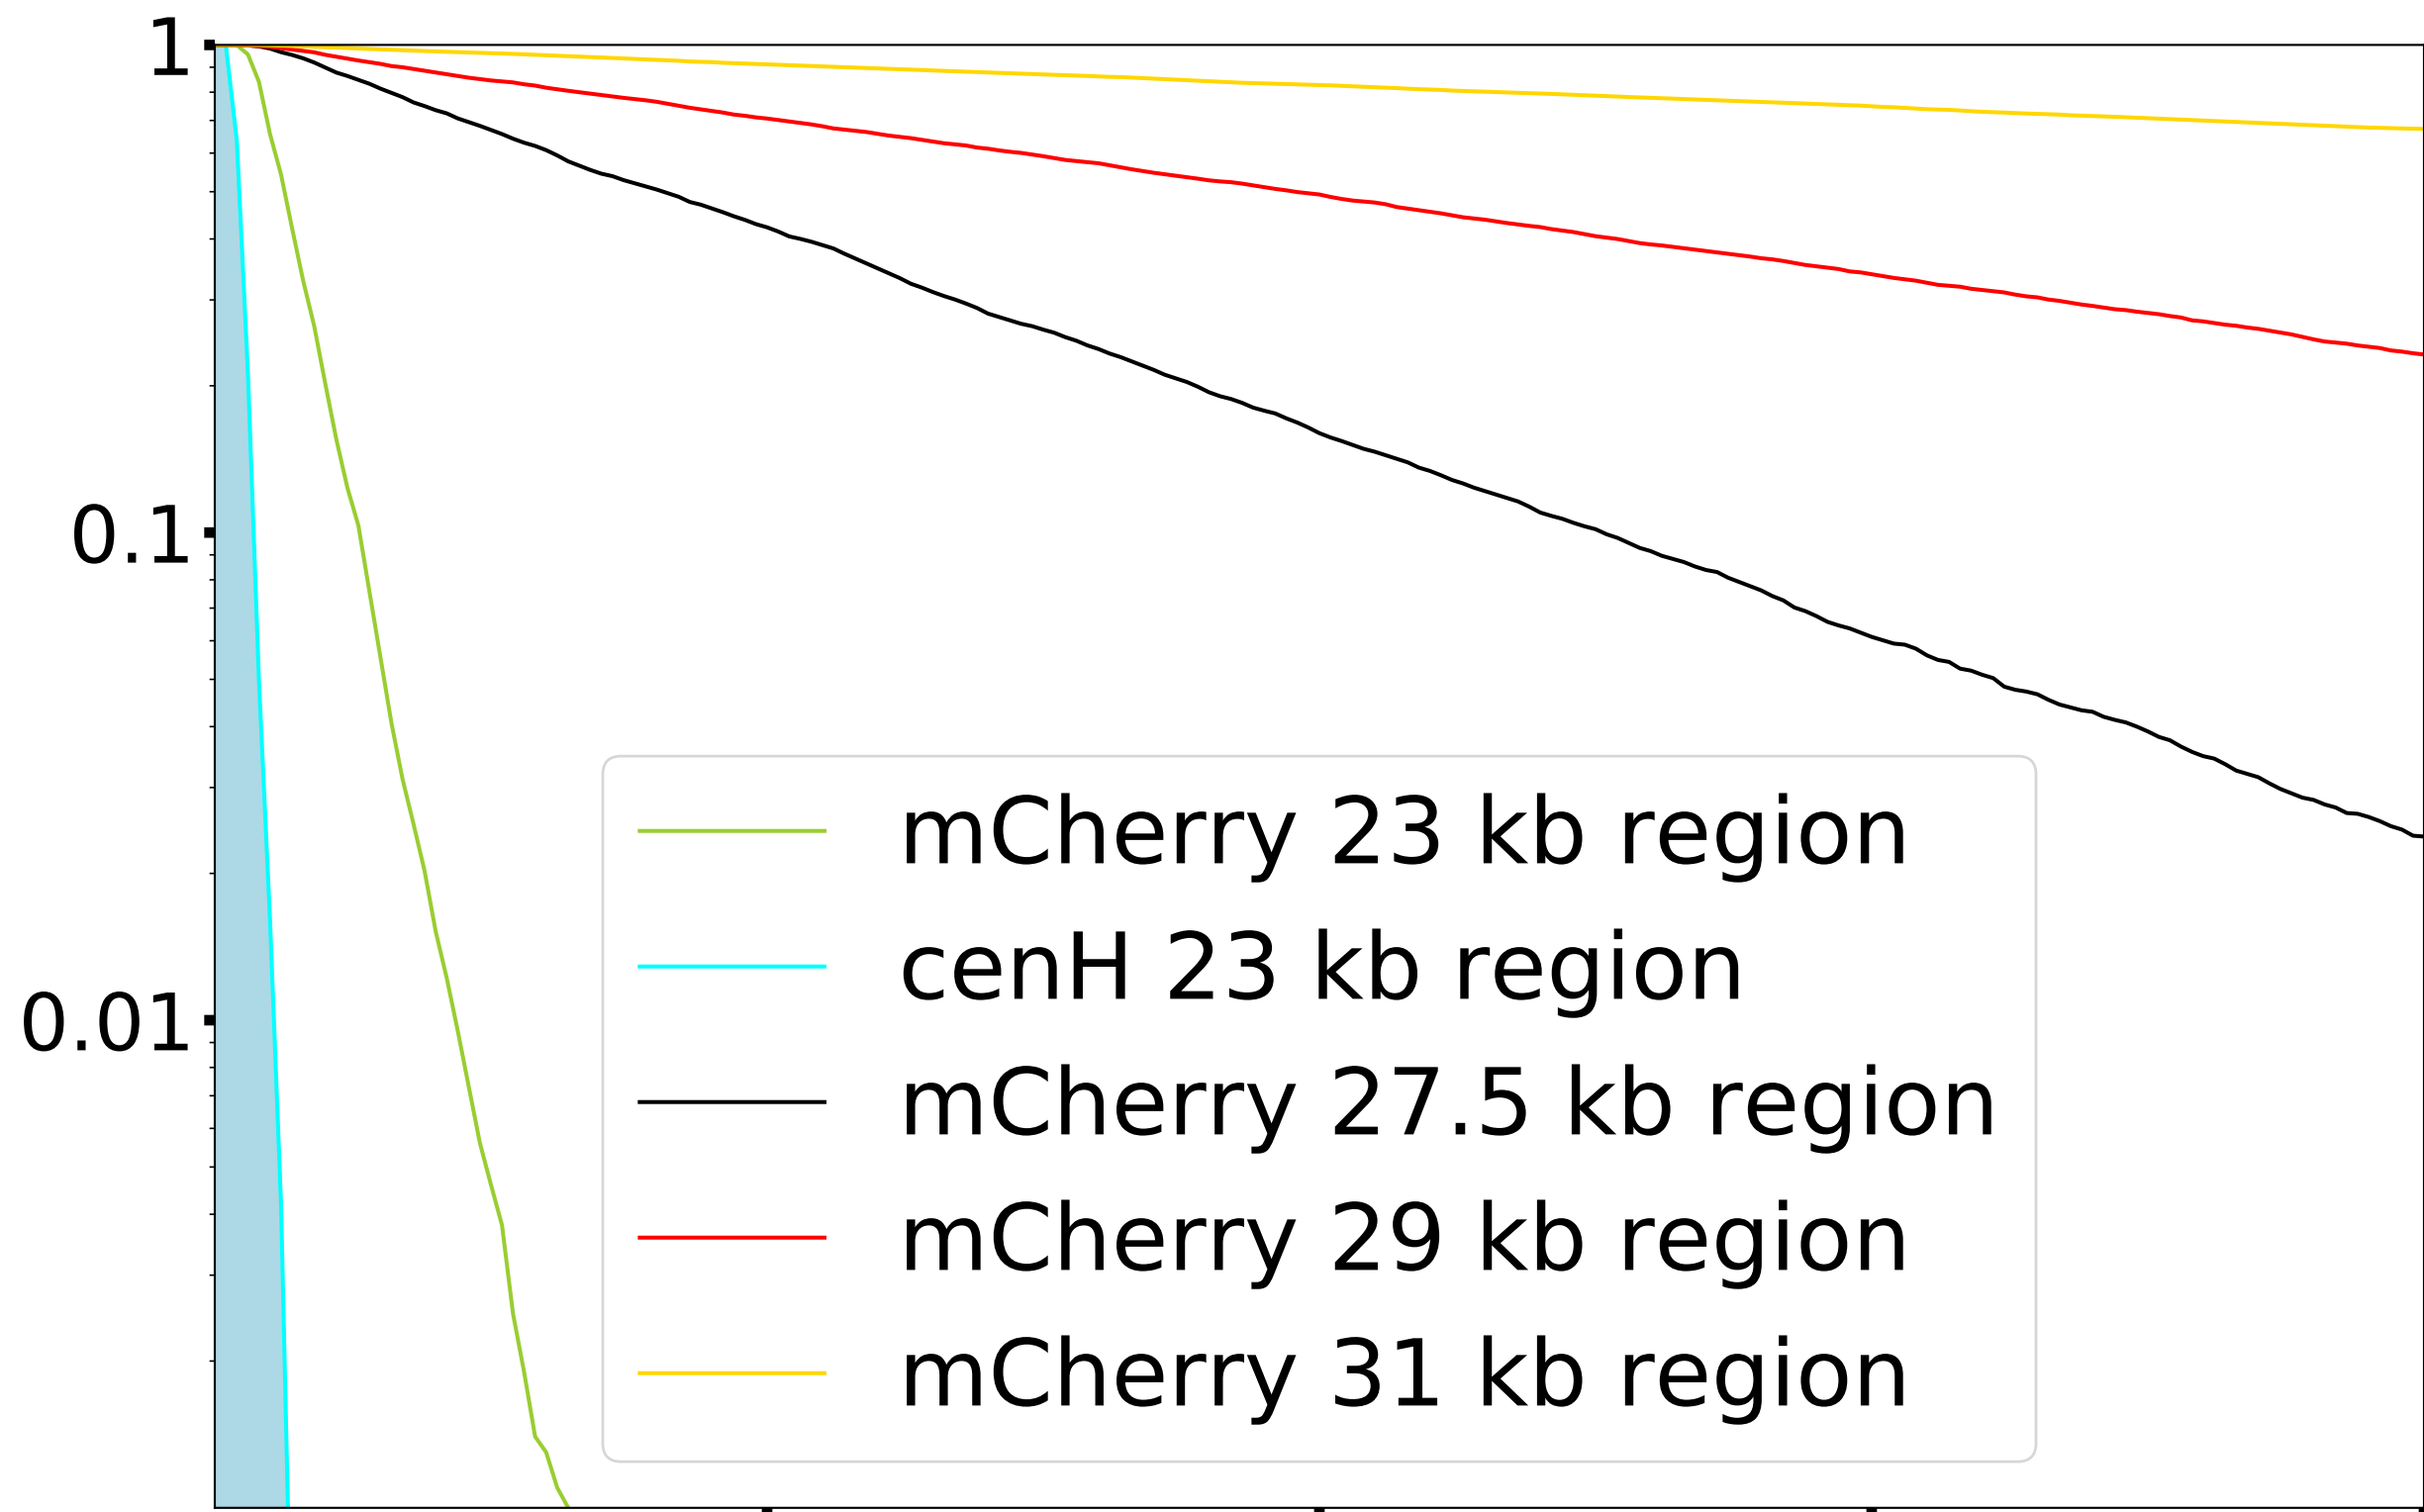 1
0.1
0.01
mCherry 23 kb region
cenH 23 kb region
mCherry 27.5 kb region
mCherry 29 kb region
mCherry 31 kb region